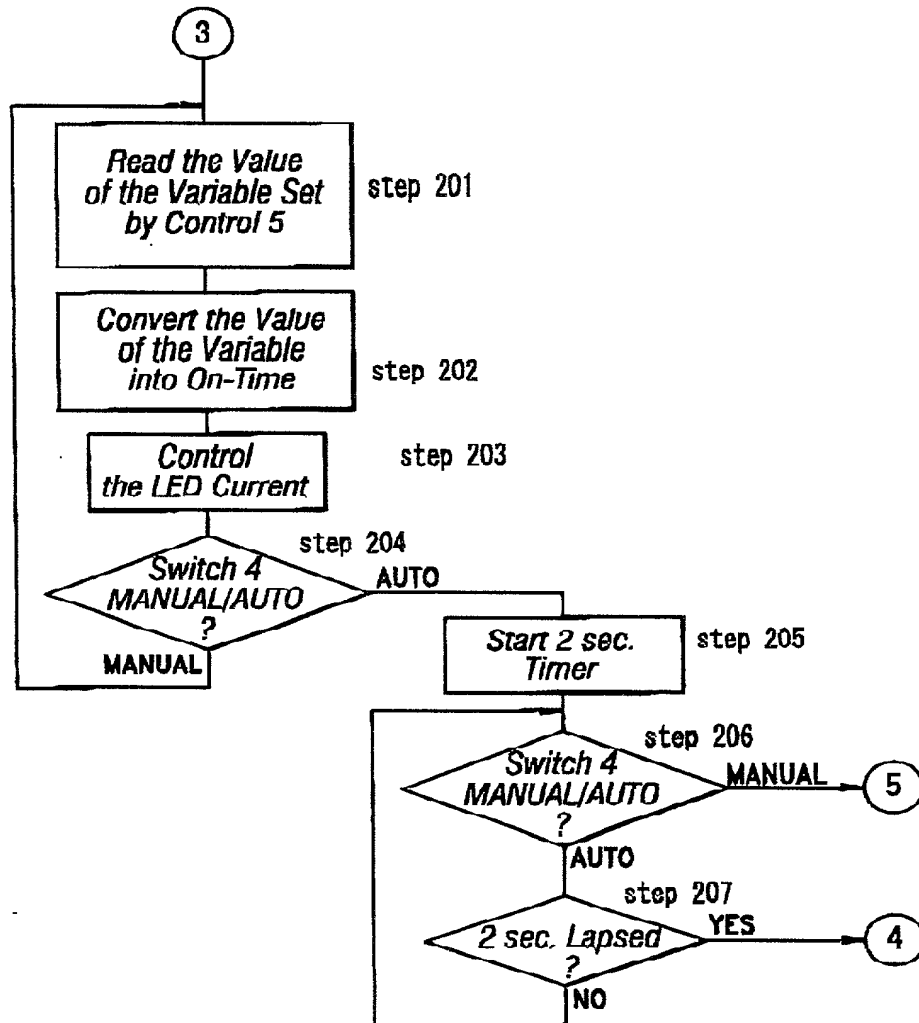 3
Read the Value
of the Variable Set
by Control 5
step 201
Convert the Value
of the Variable
into On-Time
step 202
Control
the LED Current
step 203
step 204
Switch 4
MANUAL/AUTO
?
AUTO
MANUAL
Start 2 sec.
Timer
step 205
step 206
Switch 4
MANUAL/AUTO
?
MANUAL
5
AUTO
step 207
2 sec. Lapsed
?
YES
4
NO